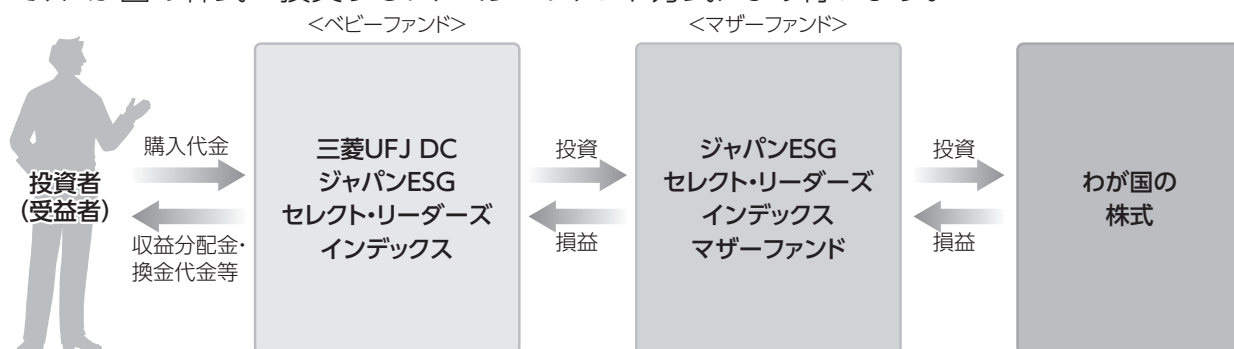 <ベビーファンド>
<マザーファンド>
投資者
(受益者)
購入代金
収益分配金・
換金代金等
三菱UFJ DC
ジャパンESG
セレクト・リーダーズ
インデックス
投資
損益
ジャパンESG
セレクト・リーダーズ
インデックス
マザーファンド
投資
損益
わが国の
株式